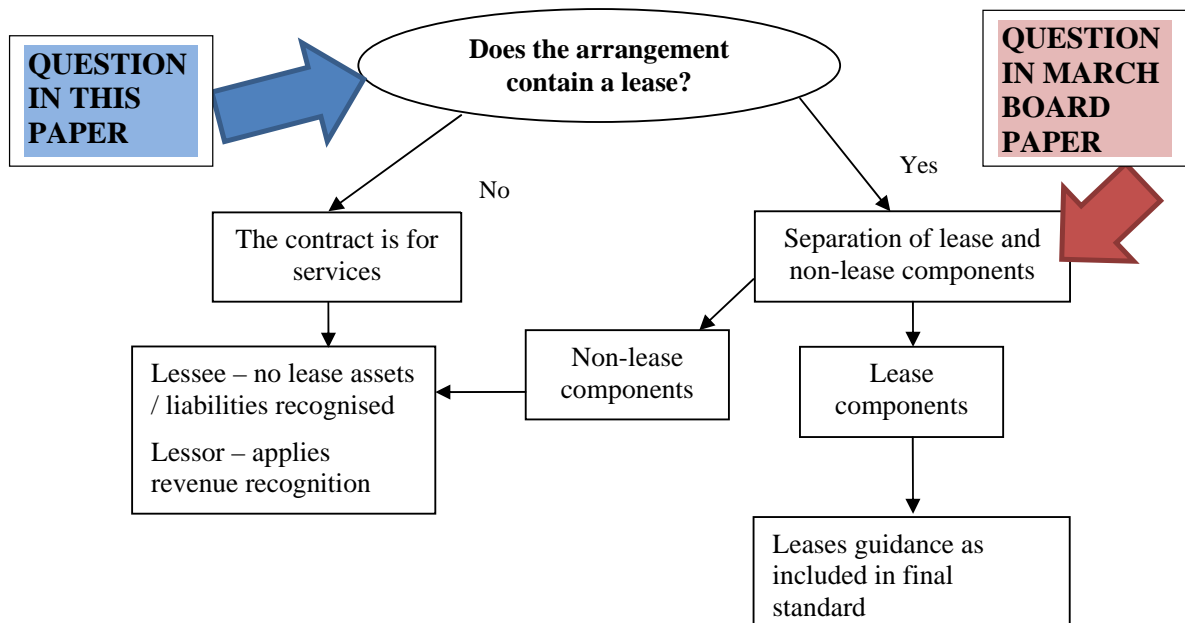 Does the arrangement
contain a lease?
QUESTION
IN THIS
PAPER
QUESTION
IN MARCH
BOARD
PAPER
No
Yes
The contract is for
services
Separation of lease and
non-lease components
Lessee – no lease assets
/ liabilities recognised
Lessor – applies
revenue recognition
Non-lease
components
Lease
components
Leases guidance as
included in final
standard